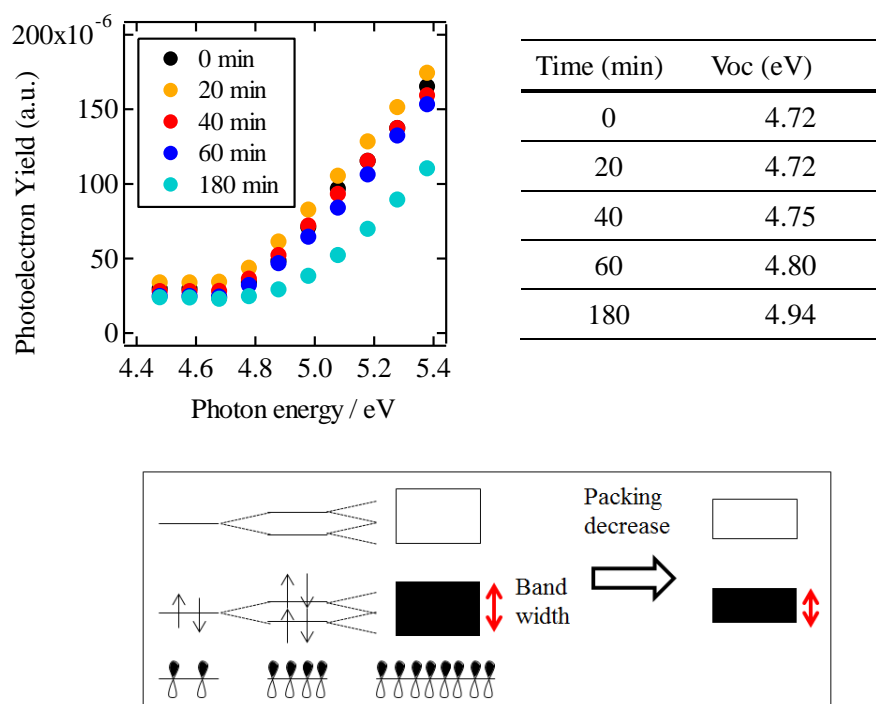 200x10-6
150
100
50
0
Photoelectron Yield (a.u.)
0 min
20 min
40 min
60 min
180 min
4.4 4.6 4.8 5.0 5.2 5.4
Photon energy / eV
Time (min) Voc (eV)
0 4.72
20 4.72
40 4.75
60 4.80
180 4.94
Packing
decrease
Band
width